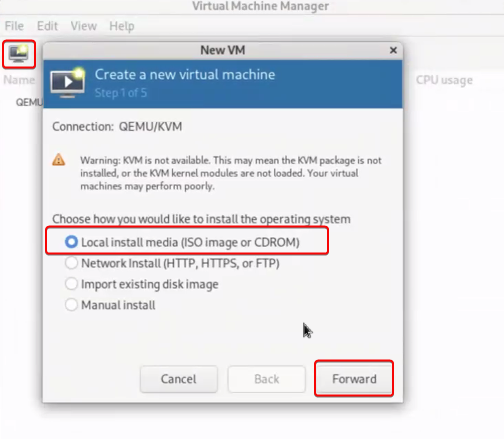 Virtual Machine Manager
File Edit View Help
Name CPU usage
QEMU
New VM
Create a new virtual machine
Step 1 of 5
Connection: QEMU/KVM
Warning: KVM is not available. This may mean the KVM package is not
installed, or the KVM kernel modules are not loaded. Your virtual
machines may perform poorly.
Choose how you would like to install the operating system
Local install media (ISO image or CDROM)
Network Install (HTTP, HTTPS, or FTP)
Import existing disk image
Manual install
Cancel Back Forward